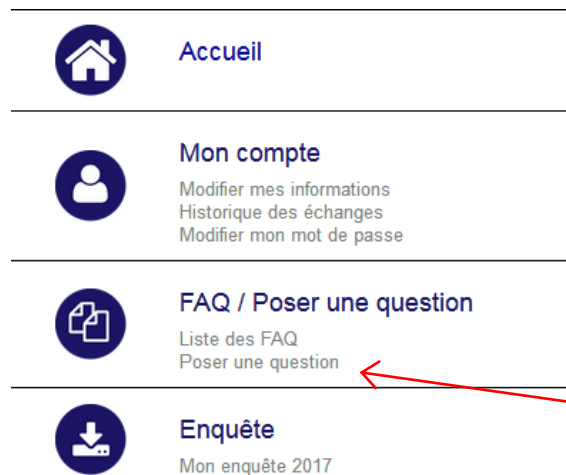 Accueil
Mon compte
Modifier mes informations
Historique des échanges
Modifier mon mot de passe
FAQ / Poser une question
Liste des FAQ
Poser une question
Enquête
Mon enquête 2017